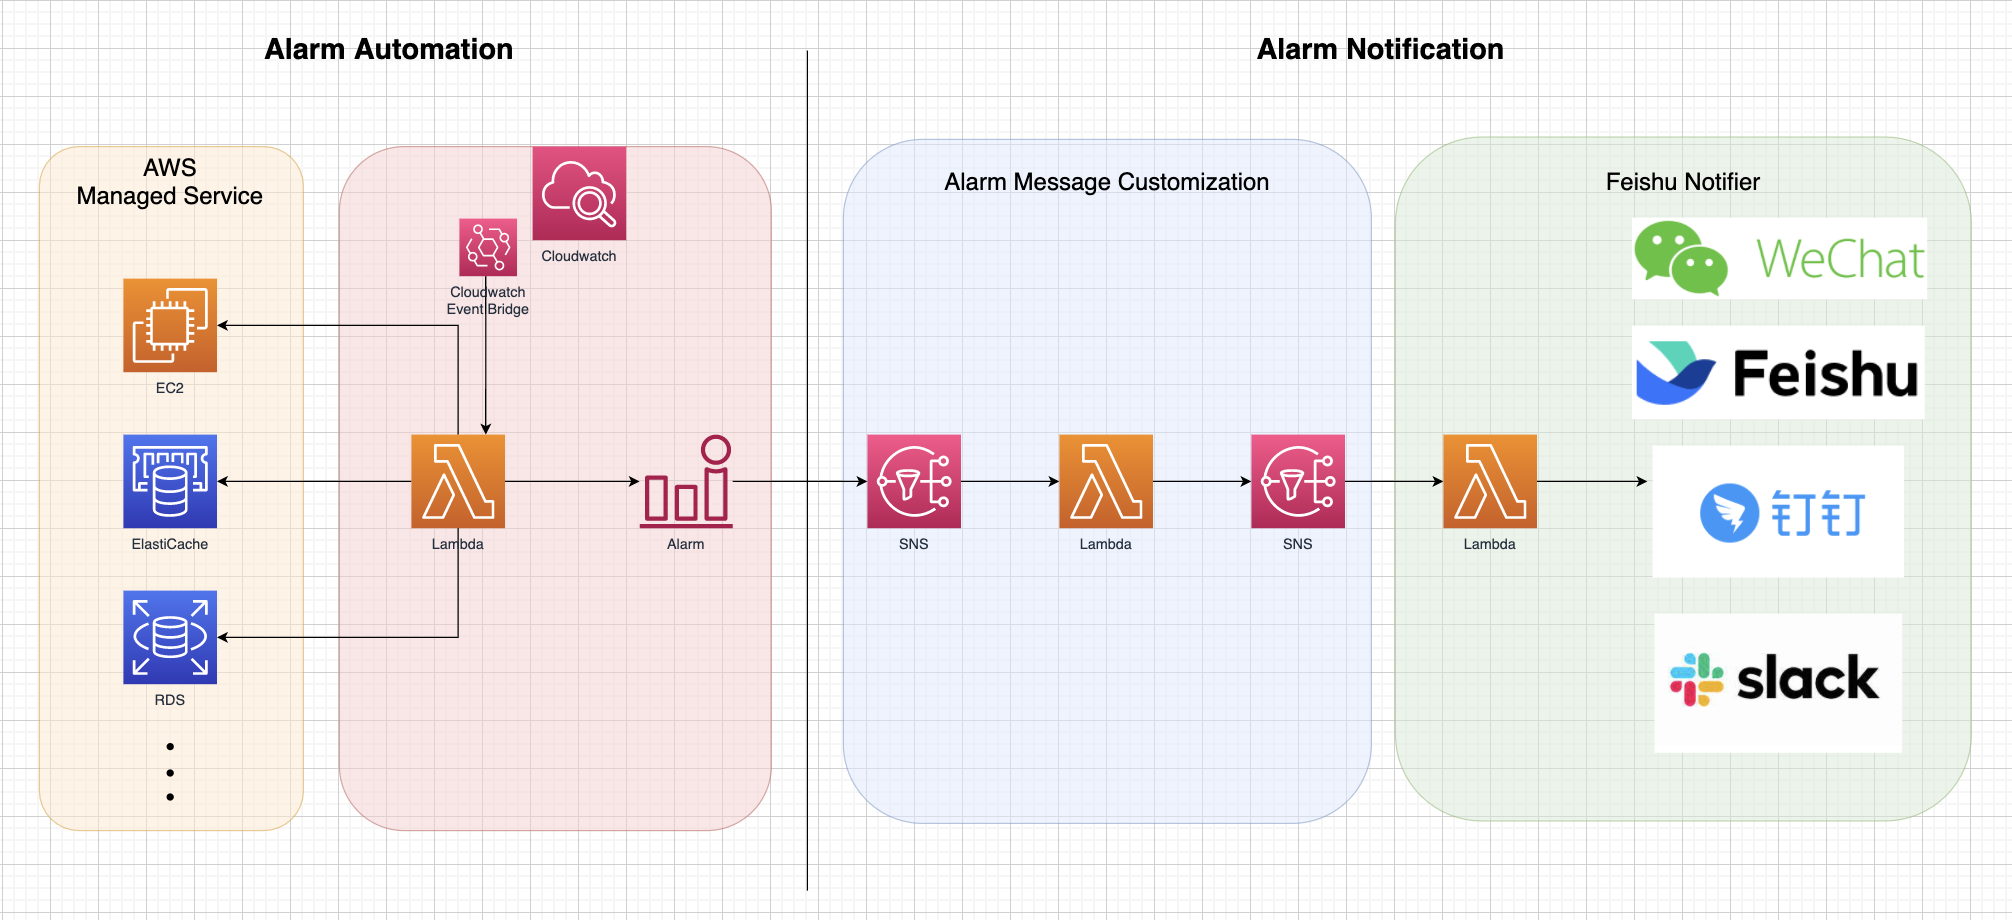 Alarm Automation
Alarm Notification
AWS
Managed Service
EC2
ElastiCache
RDS
Cloudwatch
Cloudwatch
Event Bridge
Lambda
Alarm
Alarm Message Customization
SNS
Lambda
SNS
Feishu Notifier
Lambda
WeChat
Feishu
钉钉
slack